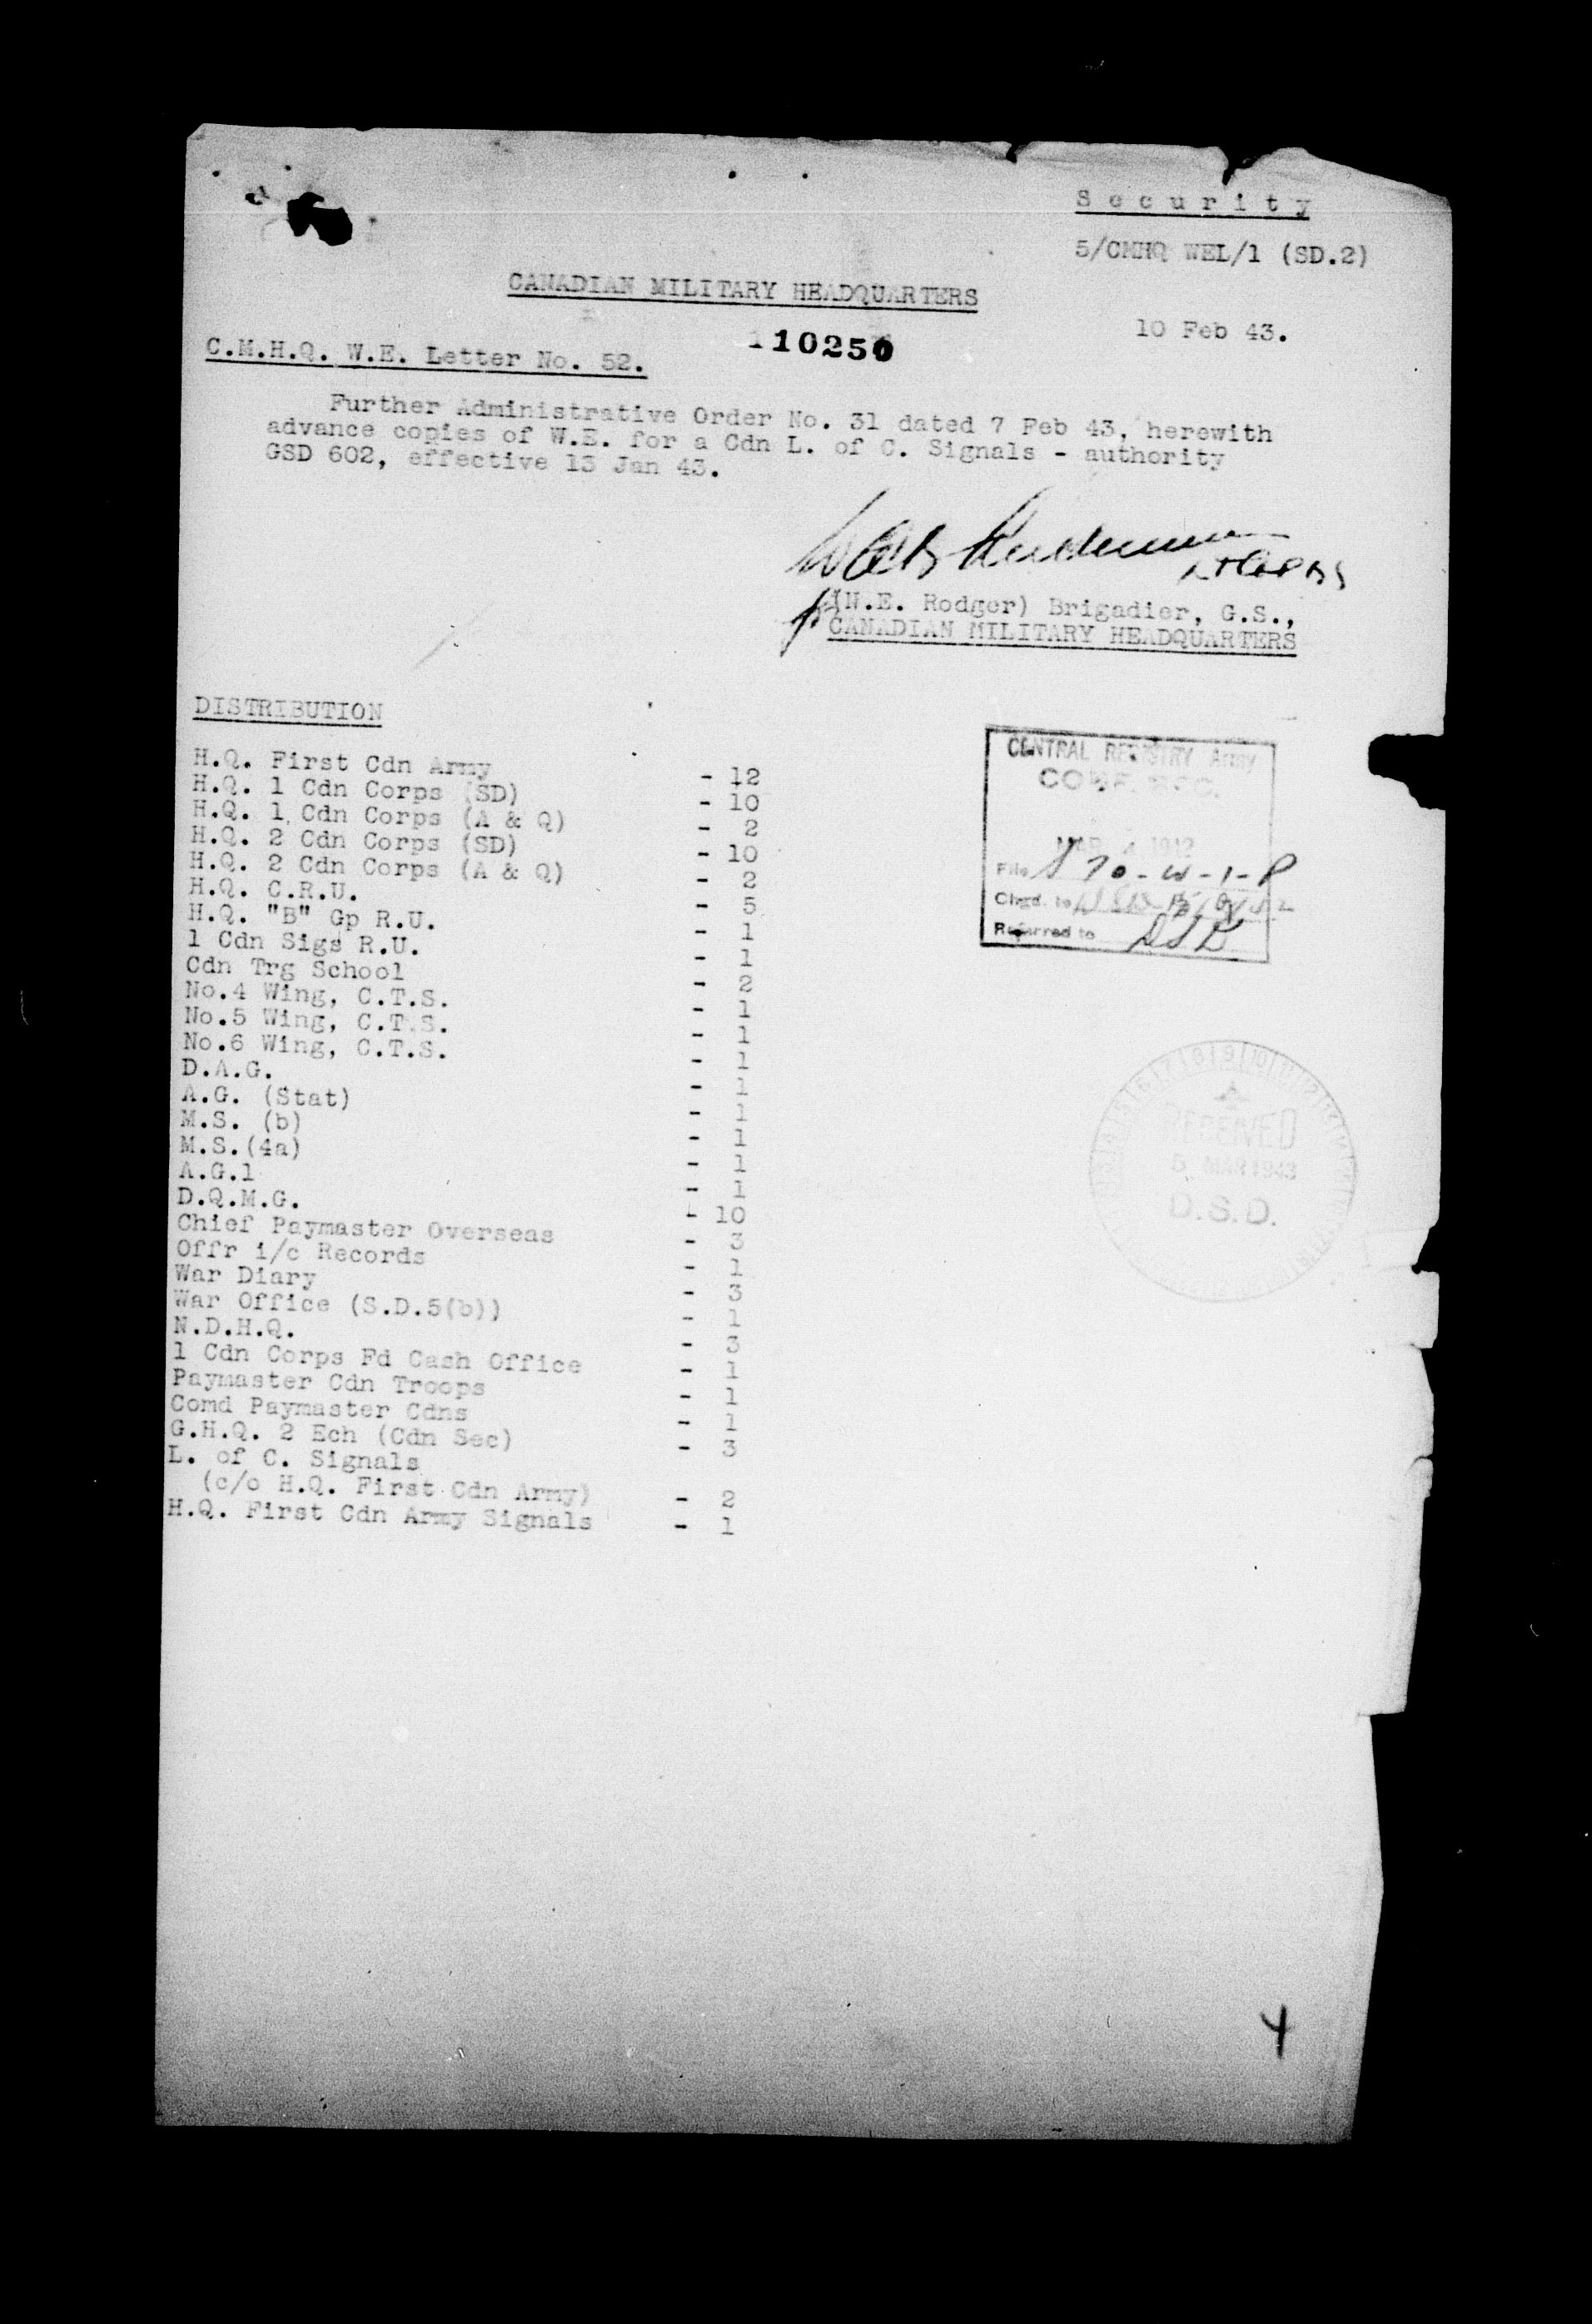 S e c u r i t y
5/CMHQ WEL/1 (SD.2)
CANADIAN MILITARY HEADQUARTERS
10 Feb 43.
110250
C.M.H.Q. W.E. Letter No. 52.
Further Administrative Order No. 31 dated 7 Feb 43, herewith
advance copies of W.E. for a Cdn L. of C. Signals - authority
GSD 602, effective 13 Jan 43.
(N.E. Rodger) Brigadier, G.S.,
CANADIAN MILITARY HEADQUARTERS
DISTRIBUTION
H.Q. First Cdn Army - 12
H.Q. 1 Cdn Corps (SD) - 10
H.Q. 1 Cdn Corps (A & Q) - 2
H.Q. 2 Cdn Corps (SD) - 10
H.Q. 2 Cdn Corps (A & Q) - 2
H.Q. C.R.U. - 5
H.Q. "B" Gp R.U. - 1
1 Cdn Sigs R.U. - 1
Cdn Trg School - 2
No.4 Wing, C.T.S. - 1
No.5 Wing, C.T.S. - 1
No.6 Wing, C.T.S. - 1
D.A.G. - 1
A.G. (Stat) - 1
M.S. (b) - 1
M.S.(4a) - 1
A.G.1 - 1
D.Q.M.G. - 10
Chief Paymaster Overseas - 3
Offr i/c Records - 1
War Diary - 3
War Office (S.D.5(b)) - 1
N.D.H.Q. - 3
1 Cdn Corps Fd Cash Office - 1
Paymaster Cdn Troops - 1
Comd Paymaster Cdns - 1
G.H.Q. 2 Ech (Cdn Sec) - 3
L. of C. Signals
(c/o H.Q. First Cdn Army) - 2
H.Q. First Cdn Army Signals - 1
CENTRAL REGISTRY Army
MAR 4
File S 70-W-1-P
Chgd. to
Referred to DSD
RECEIVED
5 MAR 1943
D.S.D.
4